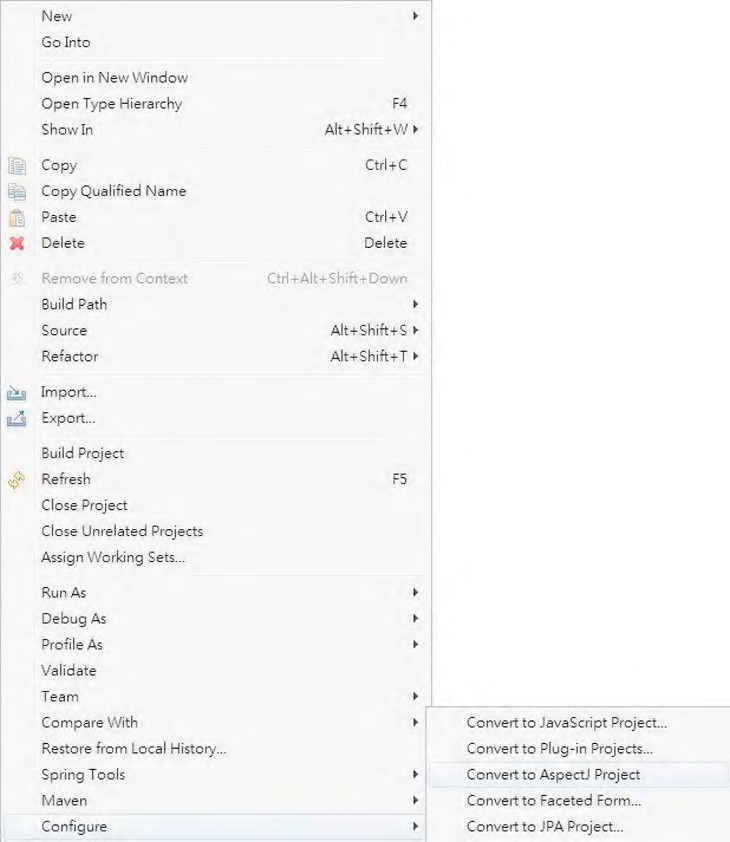 New
Go Into
Open in New Window
Open Type Hierarchy F4
Show In Alt+Shift+W
Copy Ctrl+C
Copy Qualified Name
Paste Ctrl+V
Delete Delete
Remove from Context Ctrl+Alt+Shift+Down
Build Path
Source Alt+Shift+S
Refactor Alt+Shift+T
Import...
Export...
Build Project
Refresh F5
Close Project
Close Unrelated Projects
Assign Working Sets...
Run As
Debug As
Profile As
Validate
Team
Compare With
Restore from Local History...
Spring Tools
Maven
Configure
Convert to JavaScript Project...
Convert to Plug-in Projects...
Convert to AspectJ Project
Convert to Faceted Form...
Convert to JPA Project...